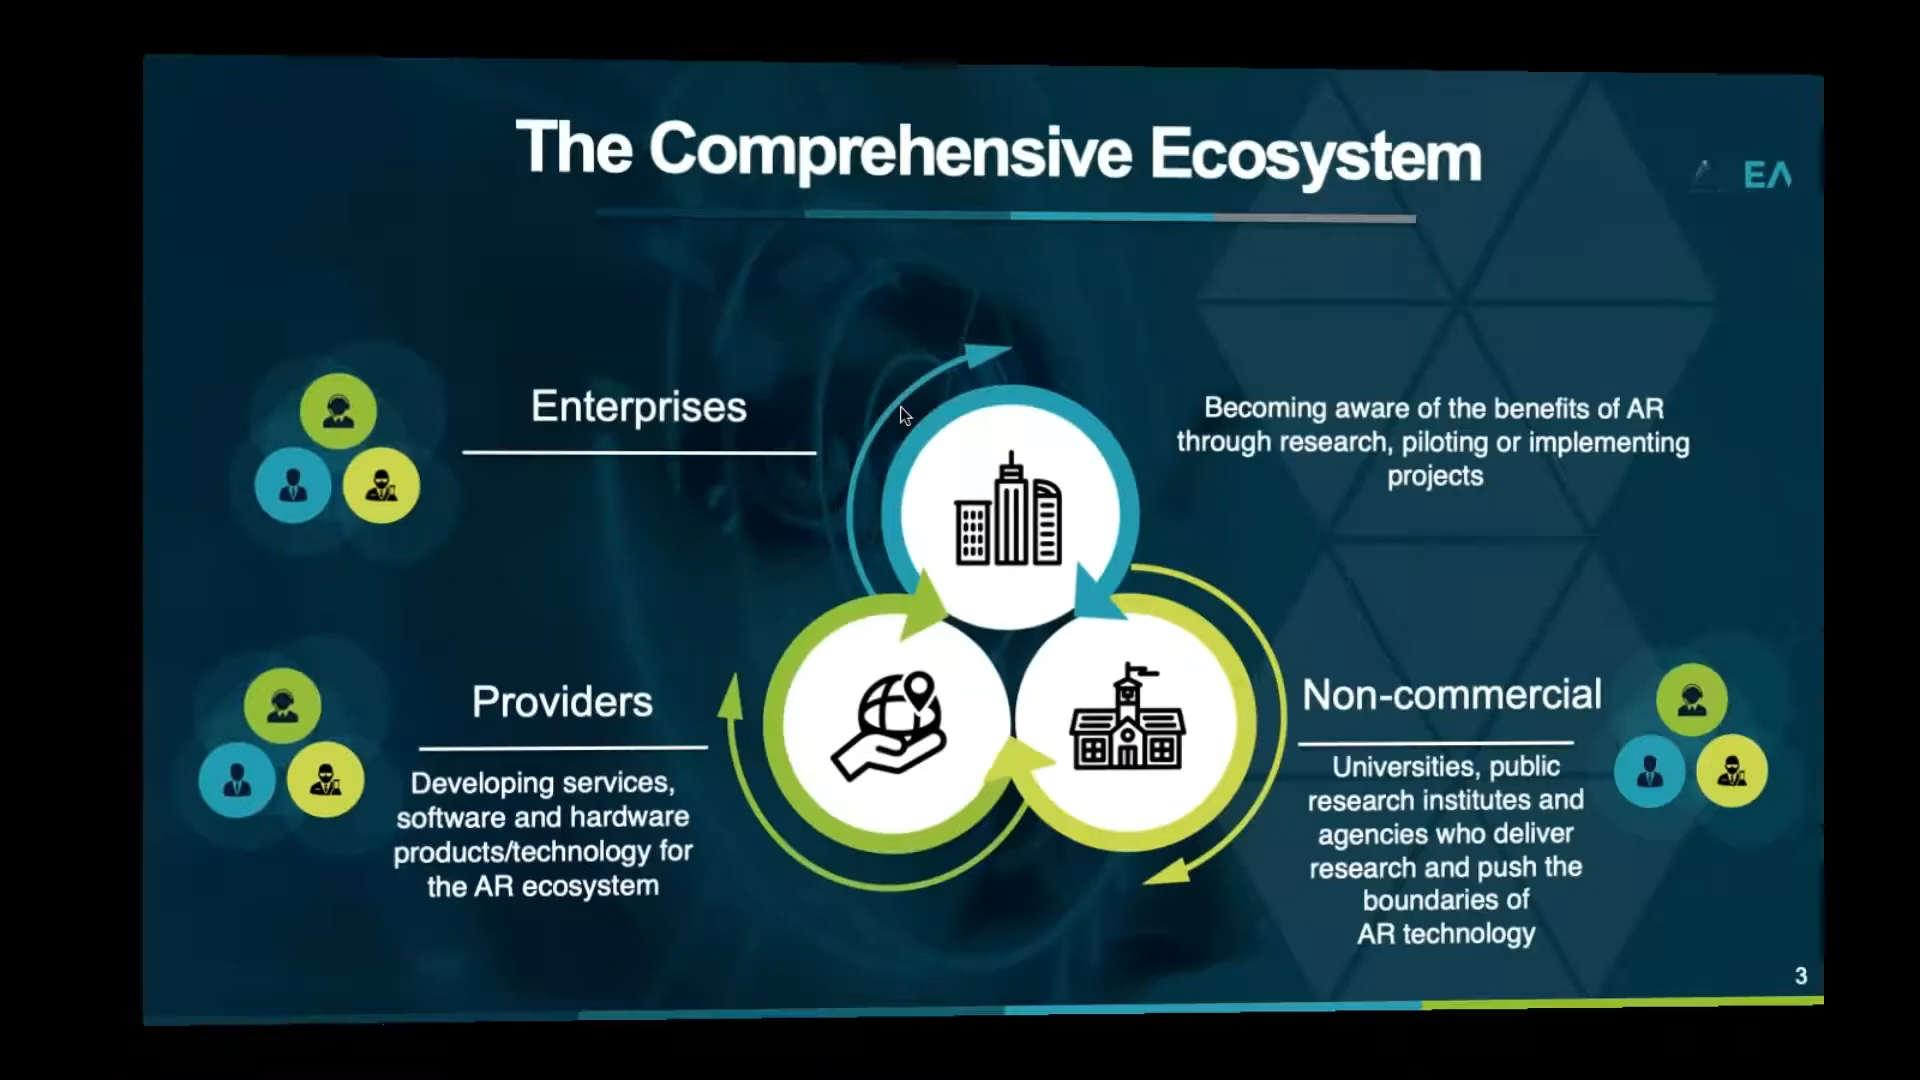 The Comprehensive Ecosystem
EA
Enterprises
Becoming aware of the benefits of AR
through research, piloting or implementing
projects
Providers
Developing services,
software and hardware
products/technology for
the AR ecosystem
Non-commercial
Universities, public
research institutes and
agencies who deliver
research and push the
boundaries of
AR technology
3